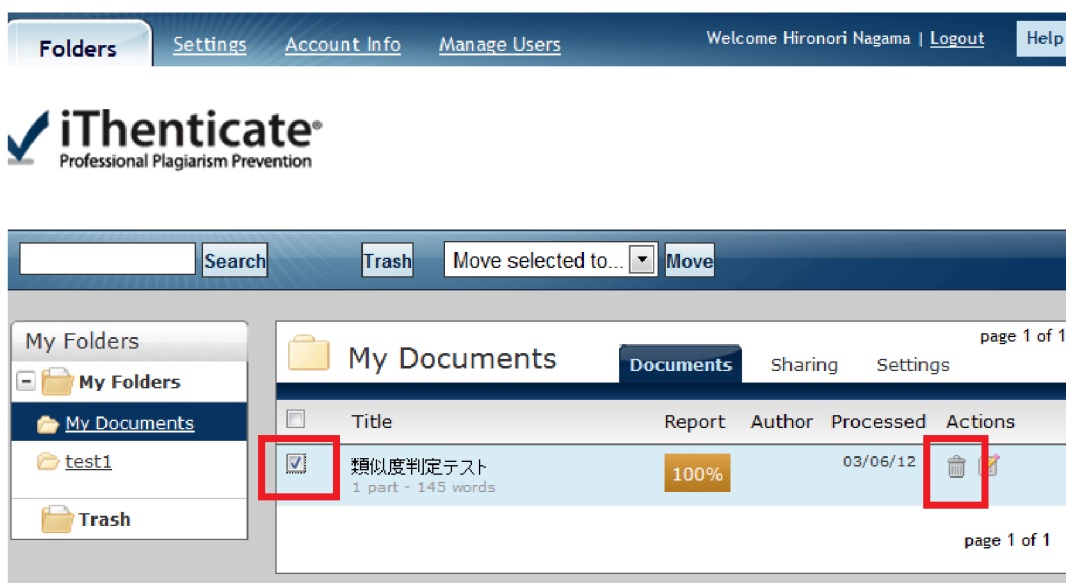 Folders Settings Account Info Manage Users Welcome Hironori Nagama | Logout Help
iThenticate®
Professional Plagiarism Prevention
Search Trash Move selected to... Move
My Folders
My Folders
My Documents
test1
Trash
page 1 of 1
My Documents Documents Sharing Settings
Title Report Author Processed Actions
類似度判定テスト 100% 03/06/12
1 part - 145 words
page 1 of 1